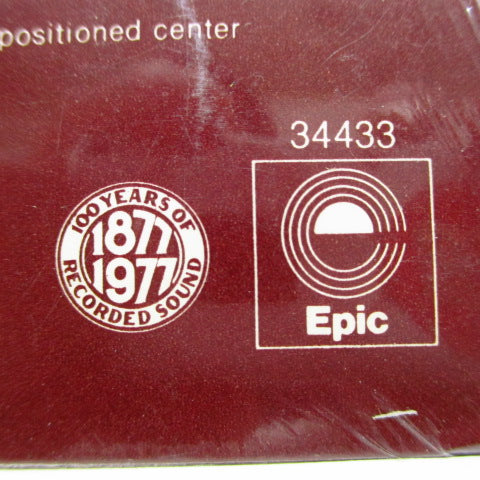 positioned center
34433
100 YEARS OF
1877
1977
RECORDED SOUND
Epic